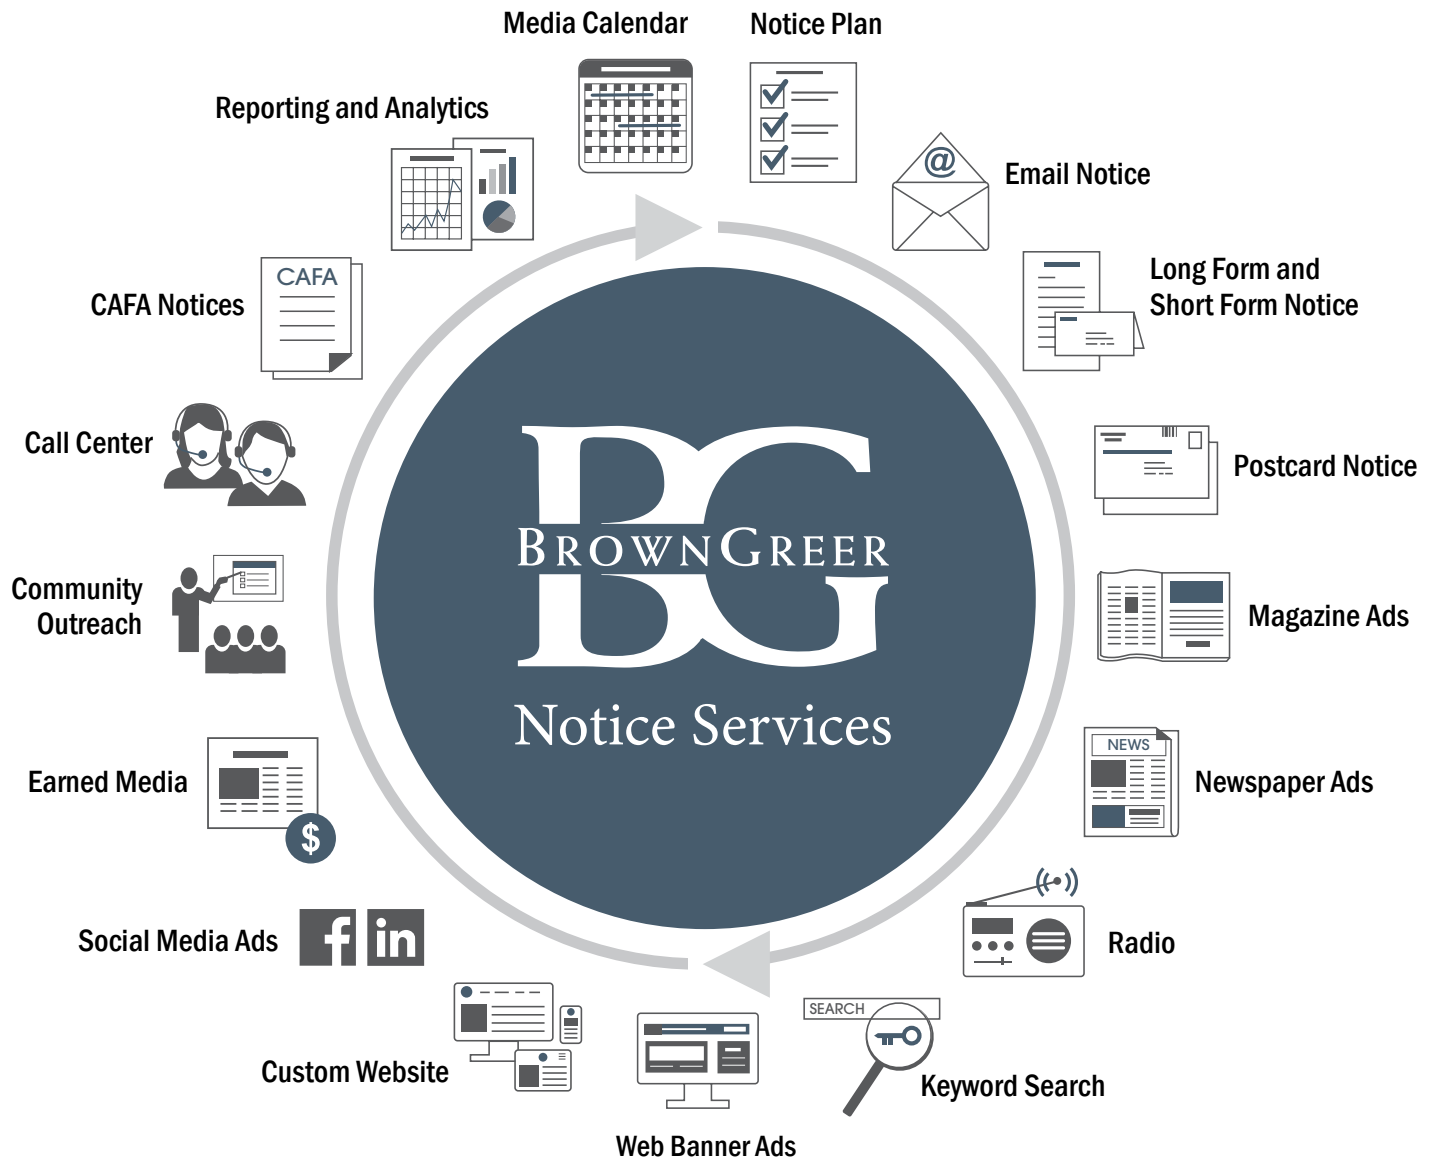 Media Calendar
Notice Plan
Reporting and Analytics
@
Email Notice
CAFA
CAFA Notices
Long Form and
Short Form Notice
Call Center
Postcard Notice
BG
BROWNGREER
Notice Services
Community
Outreach
Magazine Ads
Earned Media
$
NEWS
Newspaper Ads
Social Media Ads
f in
Radio
Custom Website
SEARCH
Keyword Search
Web Banner Ads